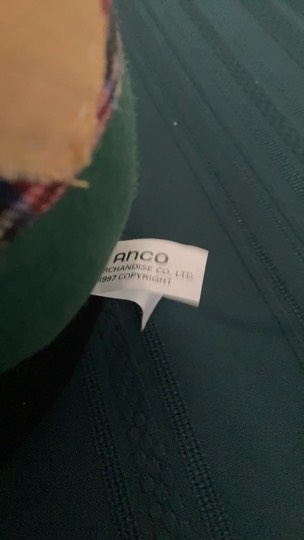 ANCO
RCHANDISE CO. LTD.
1997 COPYRIGHT